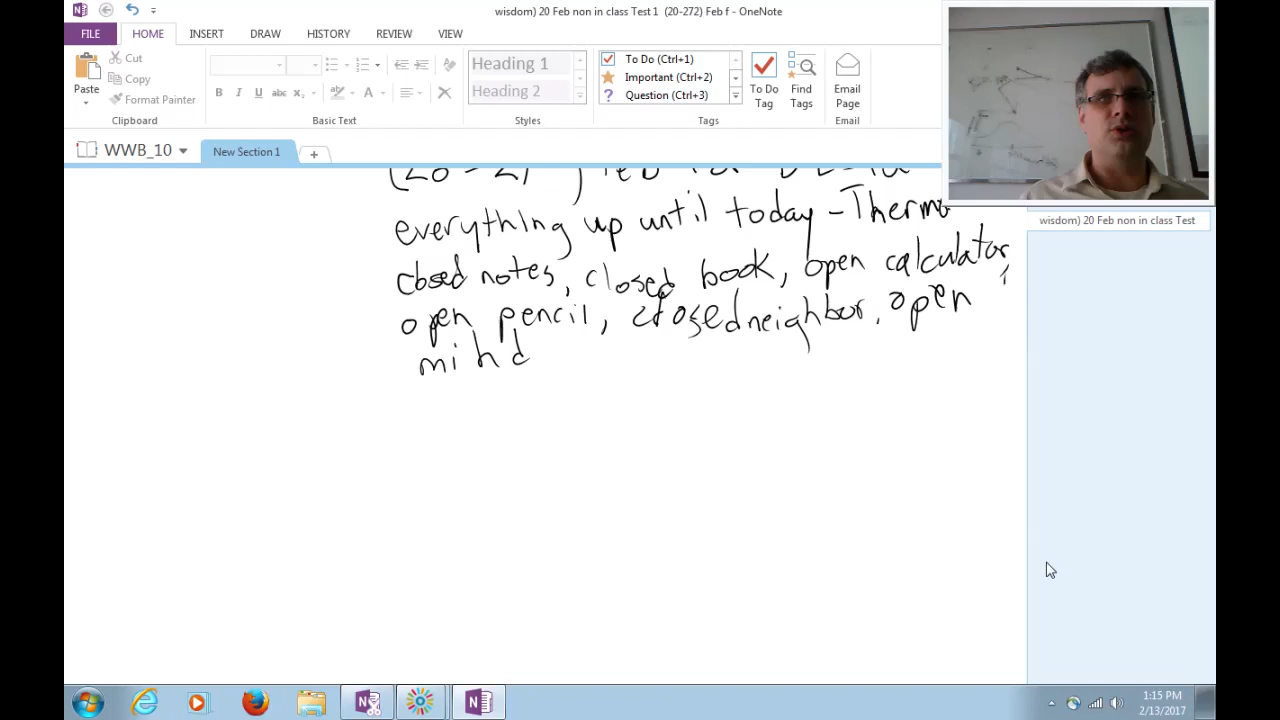 wisdom) 20 Feb non in class Test 1 (20-272) Feb f - OneNote
FILE HOME INSERT DRAW HISTORY REVIEW VIEW
Paste
Cut
Copy
Format Painter
Clipboard
B I U abc A
Basic Text
Heading 1
Heading 2
Styles
To Do (Ctrl+1)
Important (Ctrl+2)
Question (Ctrl+3)
To Do Tag
Find Tags
Tags
Email Page
Email
WWB_10
New Section 1
everything up until today - Thermo
closed notes, closed book, open calculator,
open pencil, closed neighbor, open
mind
wisdom) 20 Feb non in class Test
1:15 PM
2/13/2017